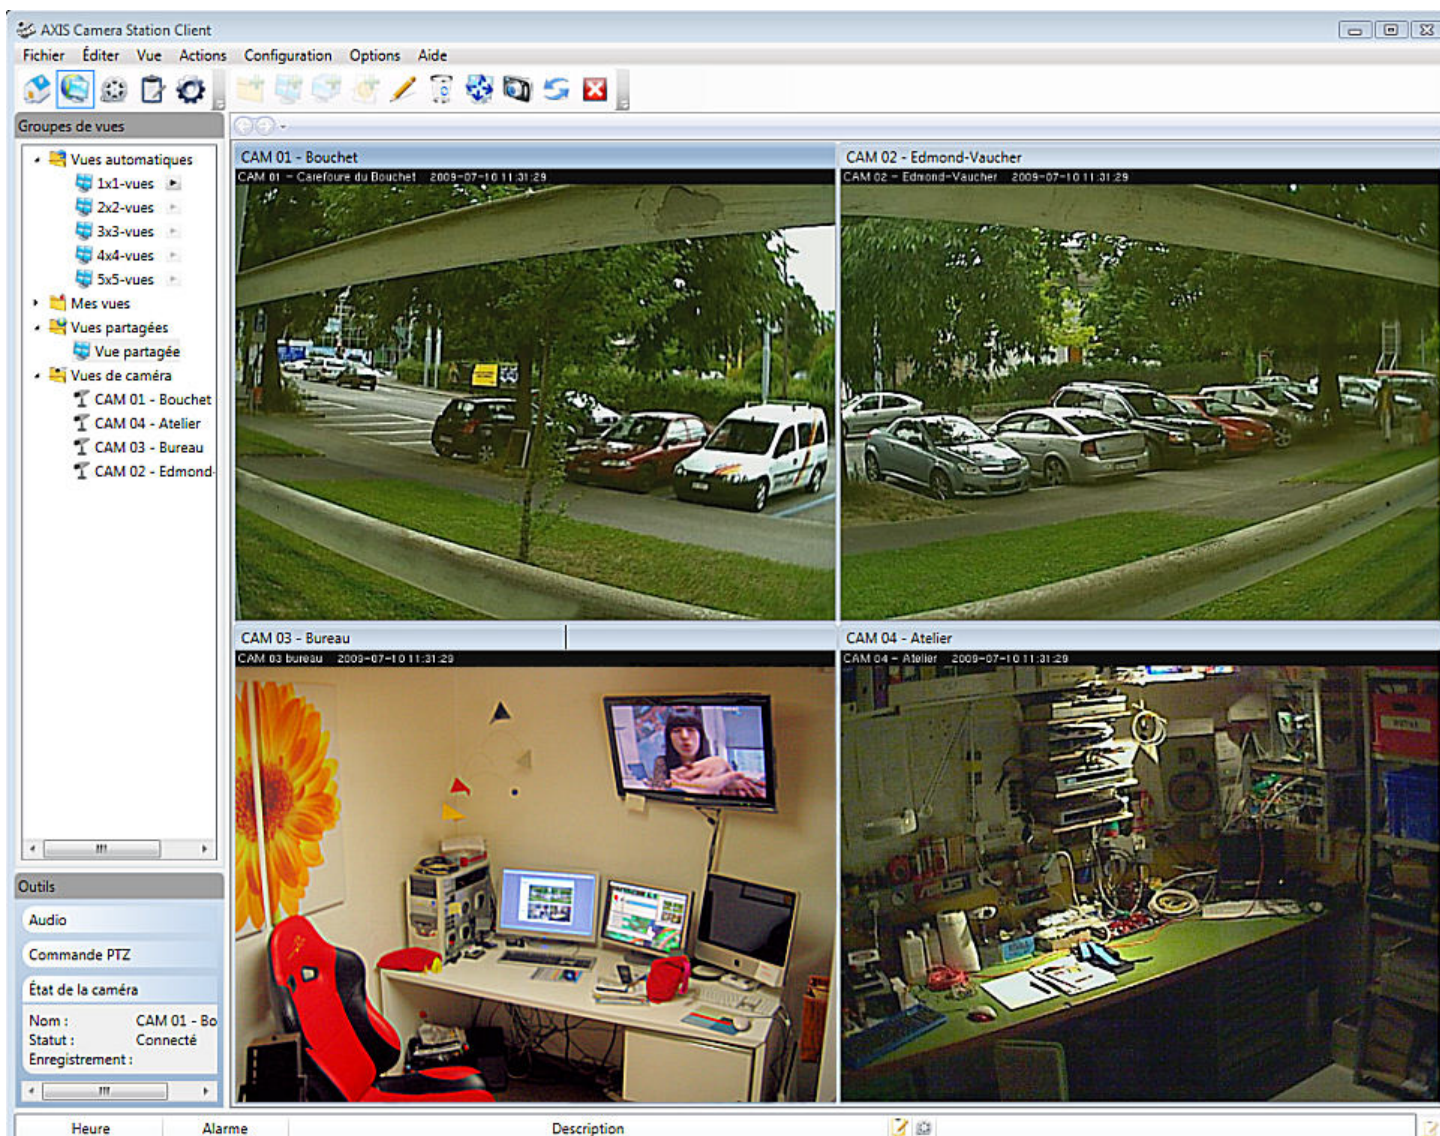 AXIS Camera Station Client
Fichier Éditer Vue Actions Configuration Options Aide
Groupes de vues
Vues automatiques
1x1-vues
2x2-vues
3x3-vues
4x4-vues
5x5-vues
Mes vues
Vues partagées
Vue partagée
Vues de caméra
CAM 01 - Bouchet
CAM 04 - Atelier
CAM 03 - Bureau
CAM 02 - Edmond-
Outils
Audio
Commande PTZ
État de la caméra
Nom : CAM 01 - Bo
Statut : Connecté
Enregistrement :
CAM 01 - Bouchet
CAM 01 - Carefoure du Bouchet 2009-07-10 11:31:29
CAM 02 - Edmond-Vaucher
CAM 02 - Edmond-Vaucher 2009-07-10 11:31:29
CAM 03 - Bureau
CAM 03 bureau 2009-07-10 11:31:29
CAM 04 - Atelier
CAM 04 - Atelier 2009-07-10 11:31:29
Heure Alarme Description